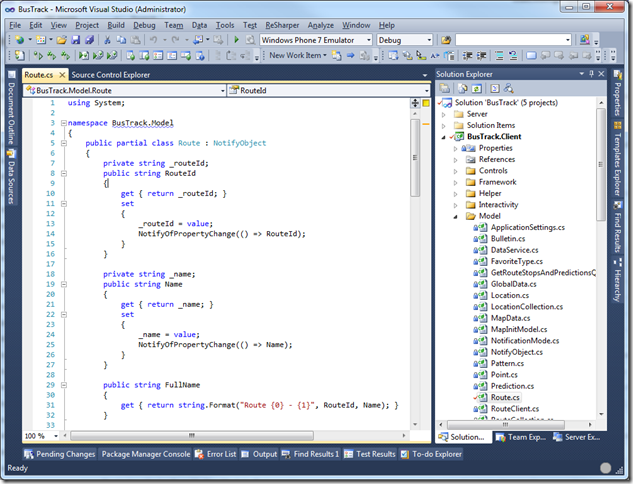 BusTrack - Microsoft Visual Studio (Administrator)
File Edit View Project Build Debug Team Data Tools Test ReSharper Analyze Window Help
Windows Phone 7 Emulator Debug
New Work Item
Route.cs Source Control Explorer
BusTrack.Model.Route RouteId
1 using System;
2
3 namespace BusTrack.Model
4 {
5 public partial class Route : NotifyObject
6 {
7 private string _routeId;
8 public string RouteId
9 {
10 get { return _routeId; }
11 set
12 {
13 _routeId = value;
14 NotifyOfPropertyChange(() => RouteId);
15 }
16 }
17
18 private string _name;
19 public string Name
20 {
21 get { return _name; }
22 set
23 {
24 _name = value;
25 NotifyOfPropertyChange(() => Name);
26 }
27 }
28
29 public string FullName
30 {
31 get { return string.Format("Route {0} - {1}", RouteId, Name); }
32 }
33
100 %
Document Outline
Data Sources
Solution Explorer
Solution 'BusTrack' (5 projects)
Server
Solution Items
BusTrack.Client
Properties
References
Controls
Framework
Helper
Interactivity
Model
ApplicationSettings.cs
Bulletin.cs
DataService.cs
FavoriteType.cs
GetRouteStopsAndPredictionsQ
GlobalData.cs
Location.cs
LocationCollection.cs
MapData.cs
MapInitModel.cs
NotificationMode.cs
NotifyObject.cs
Pattern.cs
Point.cs
Prediction.cs
Route.cs
RouteClient.cs
RouteCollection.cs
Solution... Team Exp... Server Ex...
Properties
Templates Explorer
Find Results
Hierarchy
Pending Changes Package Manager Console Error List Output Find Results 1 Test Results To-do Explorer
Ready